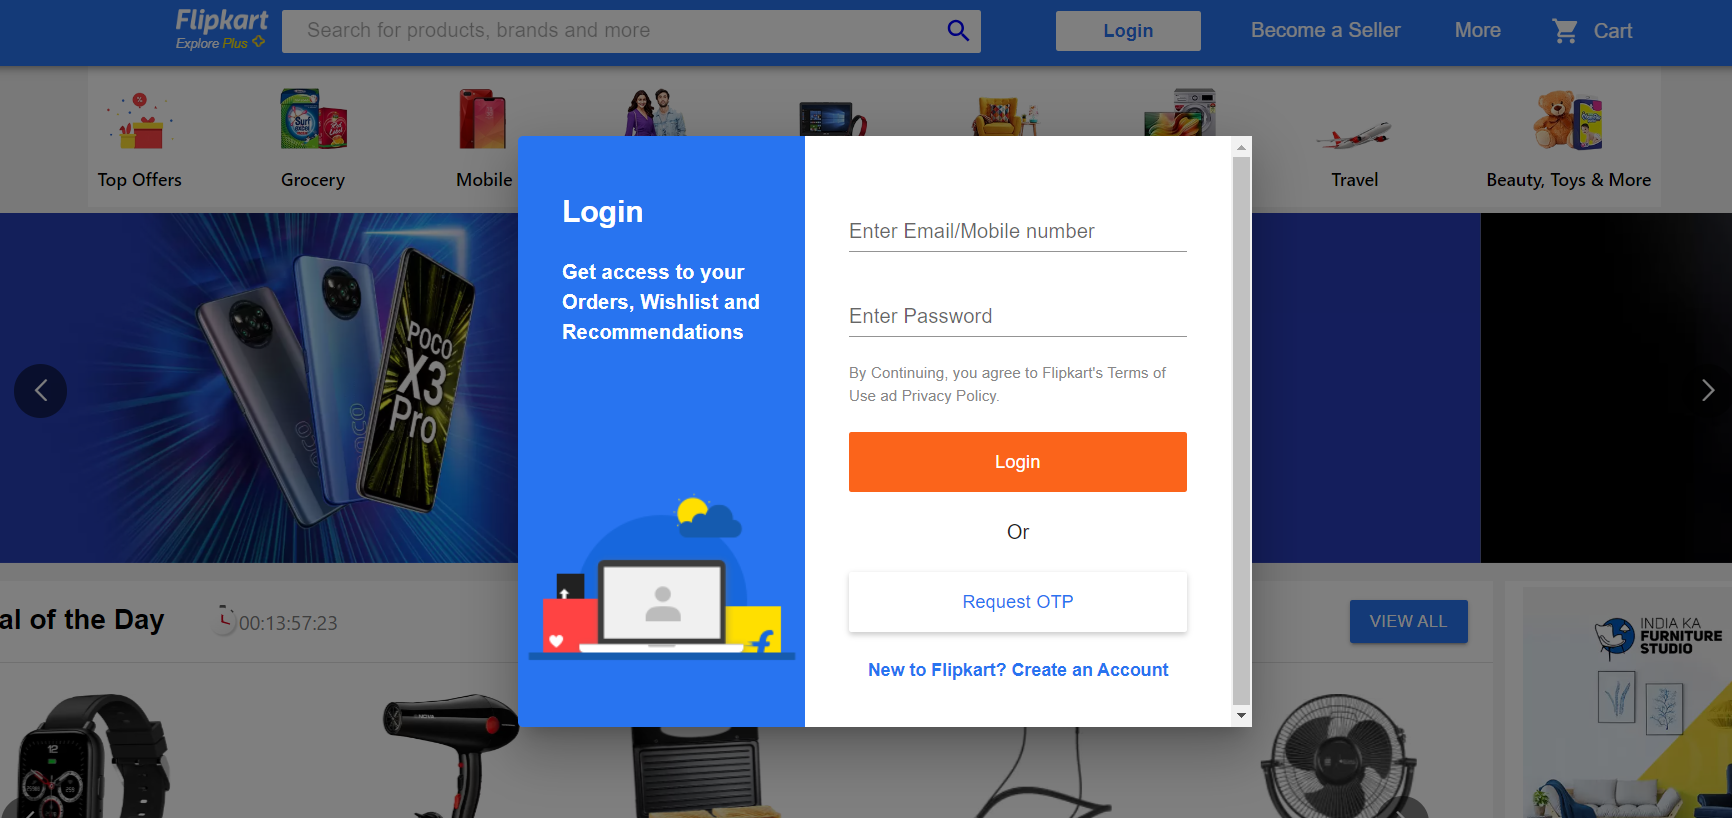 Flipkart
Explore Plus
Search for products, brands and more
Login
Become a Seller
More
Cart
Top Offers
Grocery
Mobile
Travel
Beauty, Toys & More
Login
Get access to your
Orders, Wishlist and
Recommendations
Enter Email/Mobile number
Enter Password
By Continuing, you agree to Flipkart's Terms of
Use ad Privacy Policy.
Login
Or
Request OTP
New to Flipkart? Create an Account
POCO
X3
Pro
POCO
POCO
al of the Day
00:13:57:23
VIEW ALL
INDIA KA
FURNITURE
STUDIO
NOVA
12